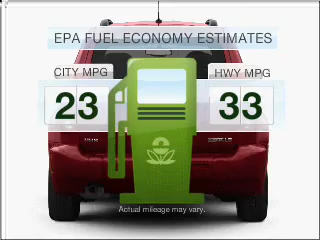 EPA FUEL ECONOMY ESTIMATES
CITY MPG
HWY MPG
23
33
Actual mileage may vary.